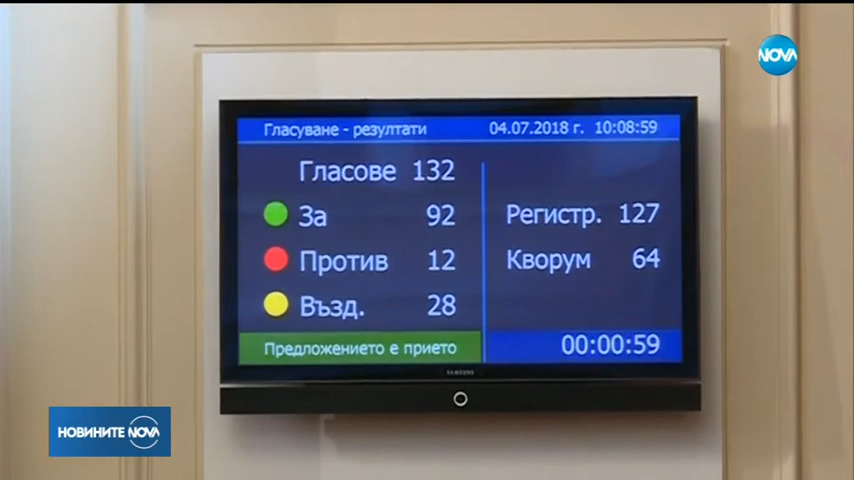 NOVA
Гласуване - резултати 04.07.2018 г. 10:08:59
Гласове 132
За 92
Против 12
Възд. 28
Предложението е прието
Регистр. 127
Кворум 64
00:00:59
SAMSUNG
НОВИНИТЕ NOVA